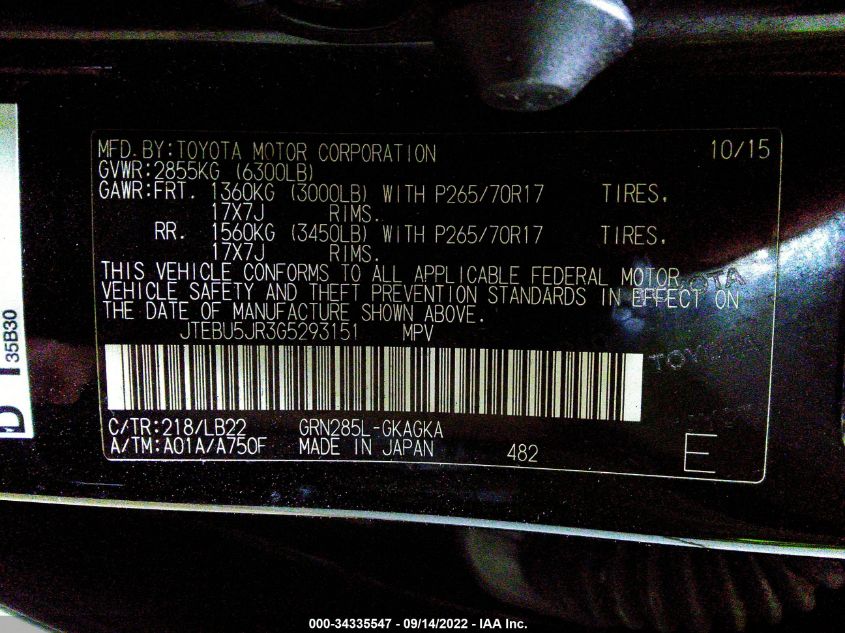 MFD.BY:TOYOTA MOTOR CORPORATION 10/15
GVWR:2855KG (6300LB)
GAWR:FRT. 1360KG (3000LB) WITH P265/70R17 TIRES,
17X7J RIMS.
RR. 1560KG (3450LB) WITH P265/70R17 TIRES,
17X7J RIMS.
THIS VEHICLE CONFORMS TO ALL APPLICABLE FEDERAL MOTOR
VEHICLE SAFETY AND THEFT PREVENTION STANDARDS IN EFFECT ON
THE DATE OF MANUFACTURE SHOWN ABOVE.
JTEBU5JR3G5293151 MPV
TOYOTA
TOYOTA
C/TR:218/LB22 GRN285L-GKAGKA
A/TM:A01A/A750F MADE IN JAPAN 482 E
35B30
000-34335547 - 09/14/2022 - IAA Inc.